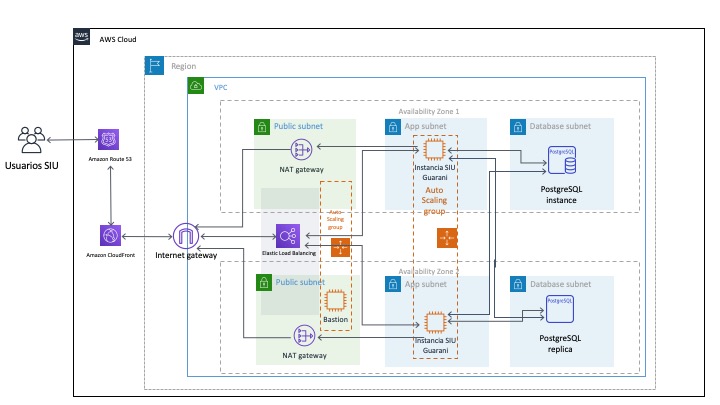 aws
AWS Cloud
Region
VPC
Availability Zone 1
Public subnet
App subnet
Database subnet
NAT gateway
Instancia SIU
Guarani
PostgreSQL
PostgreSQL
instance
Usuarios SIU
Amazon Route 53
Auto
Scaling
group
Auto
Scaling
group
Amazon CloudFront
Internet gateway
Elastic Load Balancing
Availability Zone 2
Public subnet
App subnet
Database subnet
Bastion
NAT gateway
Instancia SIU
Guarani
PostgreSQL
PostgreSQL
replica